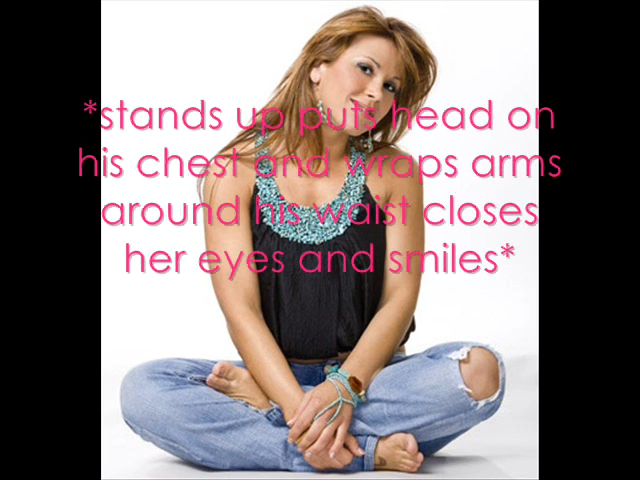 *stands up puts head on
his chest and wraps arms
around his waist closes
her eyes and smiles*